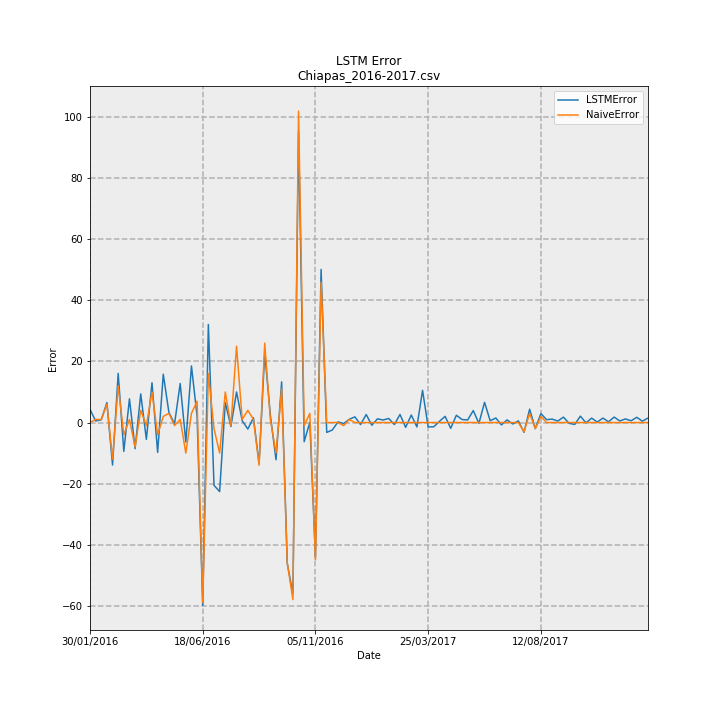 LSTM Error
Chiapas_2016-2017.csv
LSTMError
NaiveError
100
80
60
40
20
0
−20
−40
−60
Error
30/01/2016
18/06/2016
05/11/2016
25/03/2017
12/08/2017
Date